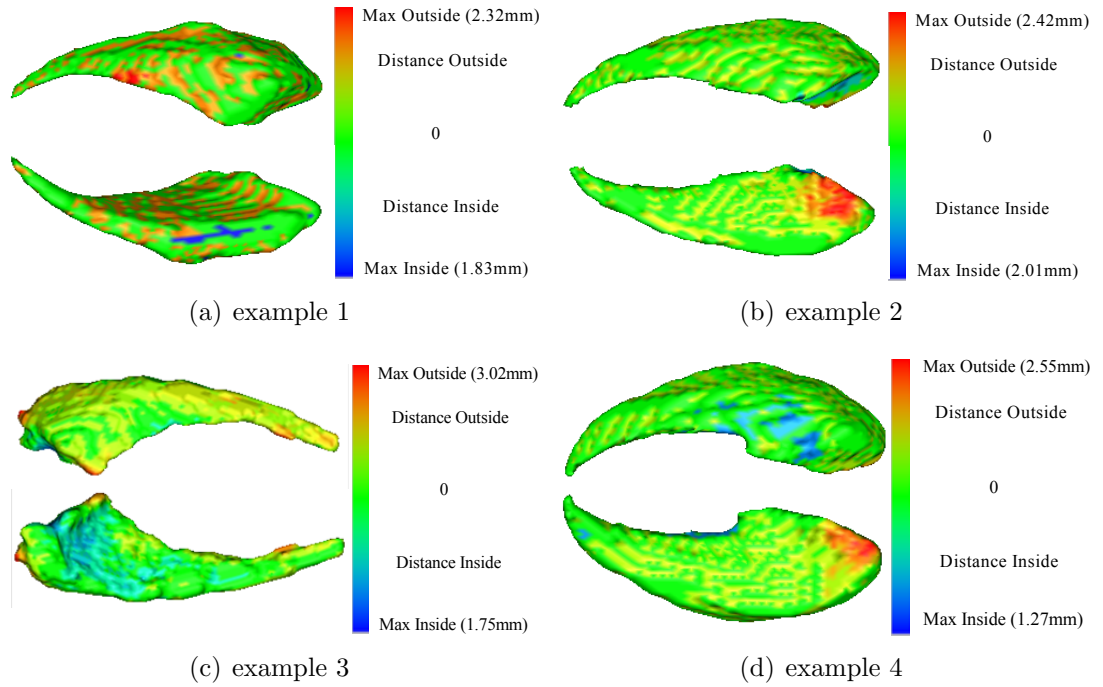 Max Outside (2.32mm)
Distance Outside
0
Distance Inside
Max Inside (1.83mm)
(a) example 1
Max Outside (2.42mm)
Distance Outside
0
Distance Inside
Max Inside (2.01mm)
(b) example 2
Max Outside (3.02mm)
Distance Outside
0
Distance Inside
Max Inside (1.75mm)
(c) example 3
Max Outside (2.55mm)
Distance Outside
0
Distance Inside
Max Inside (1.27mm)
(d) example 4